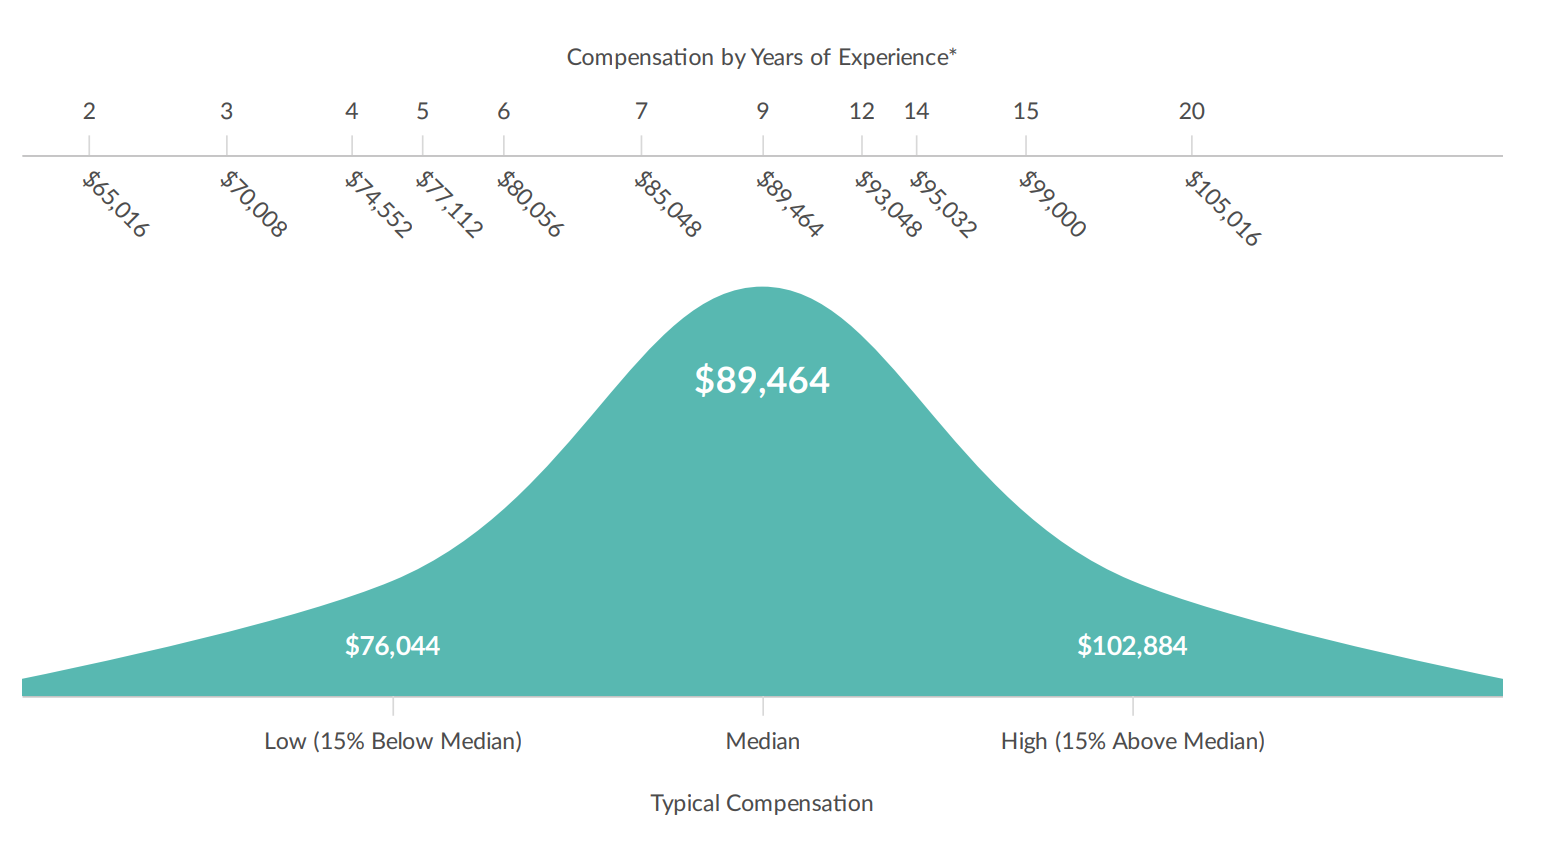 Compensation by Years of Experience*
2 3 4 5 6 7 9 12 14 15 20
$65,016 $70,008 $74,552 $77,112 $80,056 $85,048 $89,464 $93,048 $95,032 $99,000 $105,016
$89,464
$76,044 $102,884
Low (15% Below Median) Median High (15% Above Median)
Typical Compensation